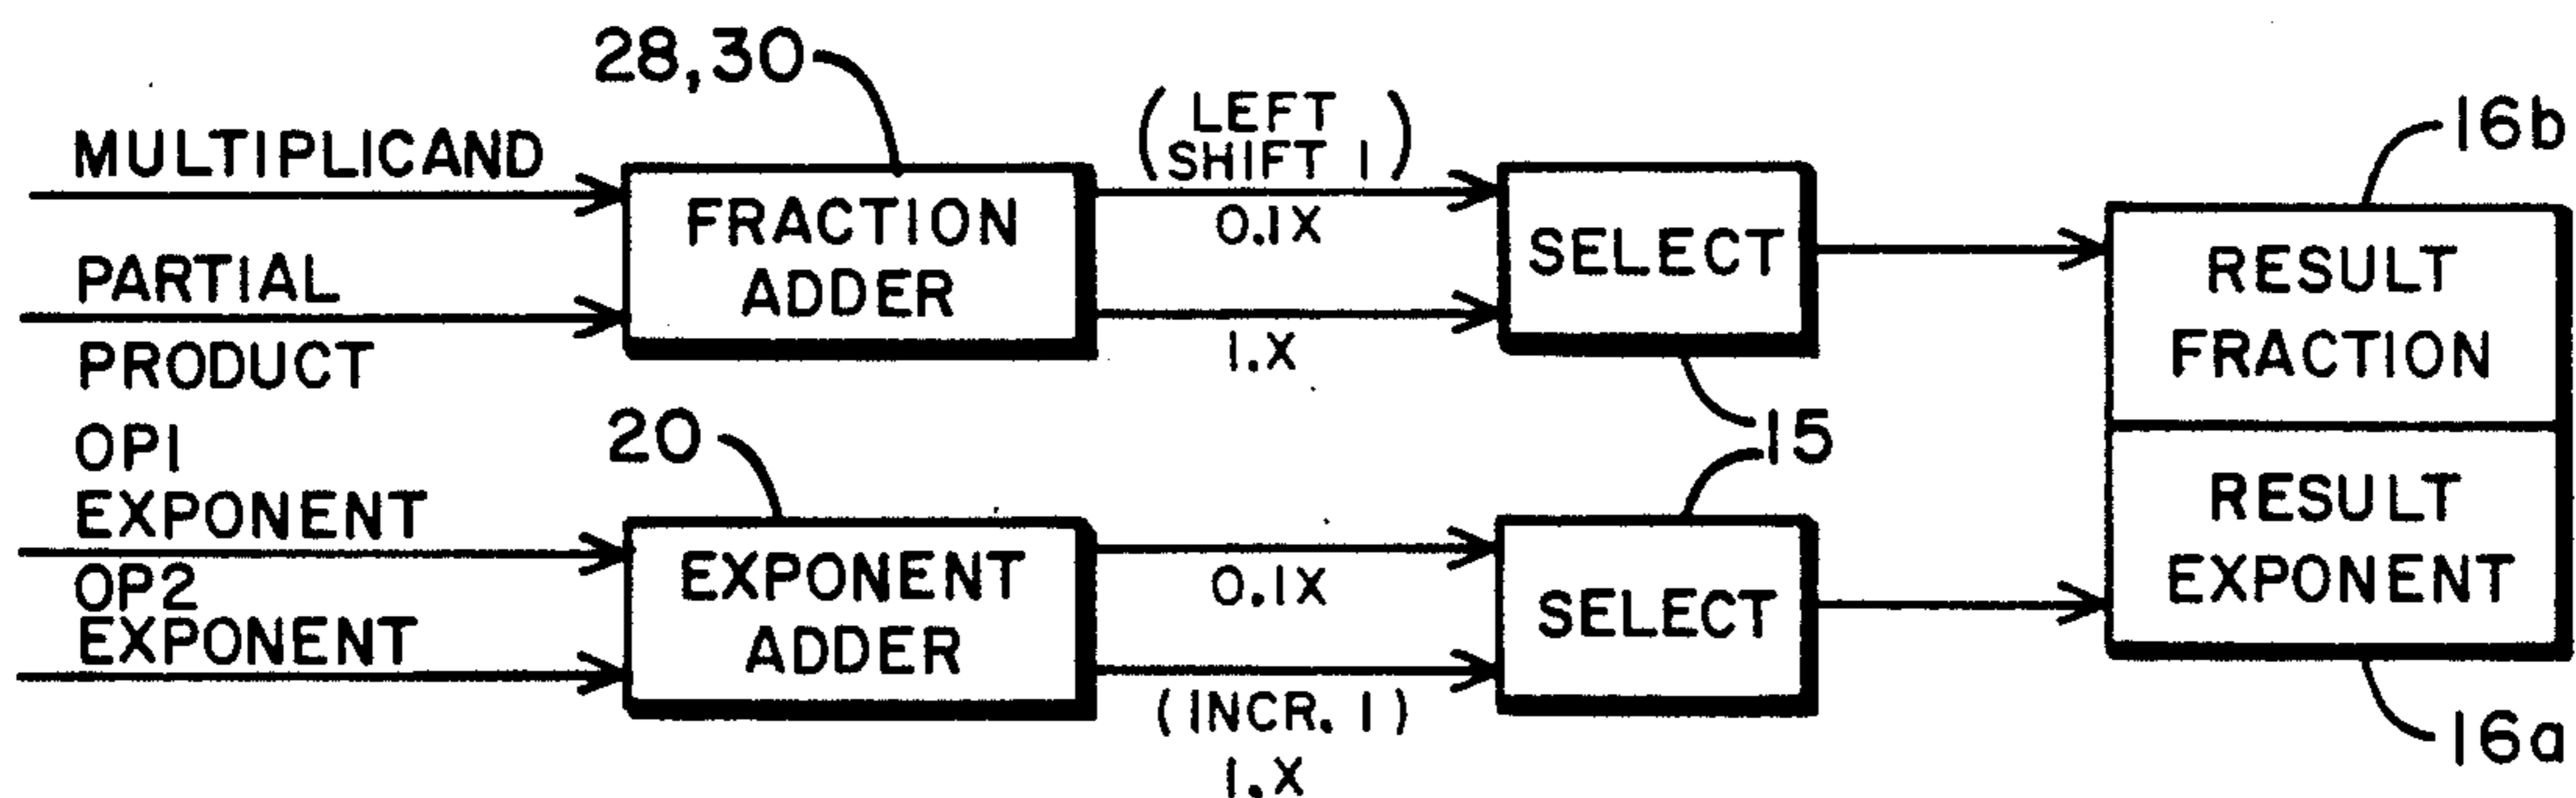 28,30
(LEFT
SHIFT 1)
16b
MULTIPLICAND
FRACTION
ADDER
0.1X
SELECT
RESULT
FRACTION
PARTIAL
PRODUCT
1.X
15
OP1
EXPONENT
20
OP2
EXPONENT
EXPONENT
ADDER
0.1X
SELECT
RESULT
EXPONENT
(INCR. 1)
1.X
16a